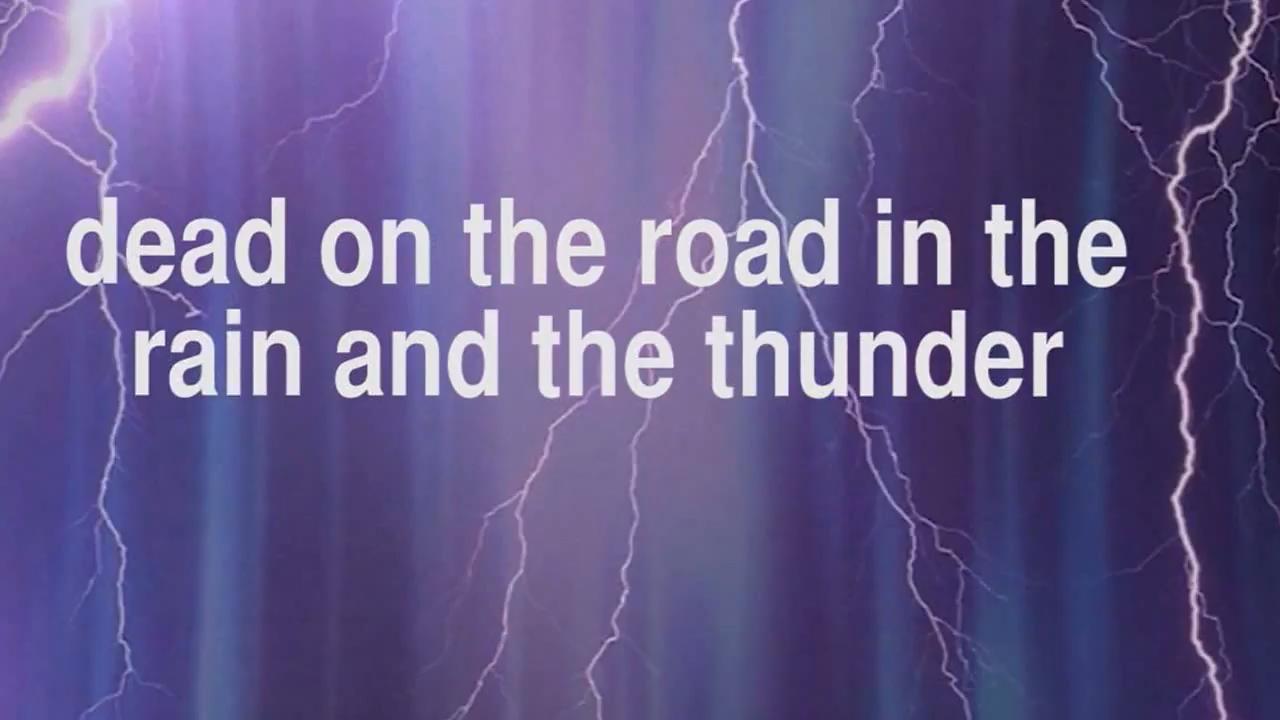 dead on the road in the
rain and the thunder